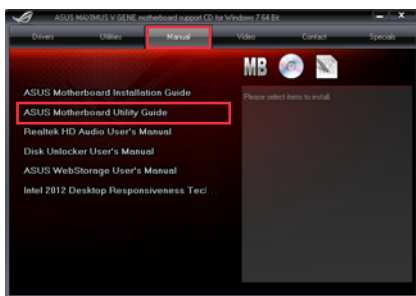 ASUS MAXIMUS V GENE motherboard support CD for Windows 7 64 Bit
Drivers Utilities Manual Video Contact Specials
MB
ASUS Motherboard Installation Guide
Please select items to install.
ASUS Motherboard Utility Guide
Realtek HD Audio User's Manual
Disk Unlocker User's Manual
ASUS WebStorage User's Manual
Intel 2012 Desktop Responsiveness Tecl...